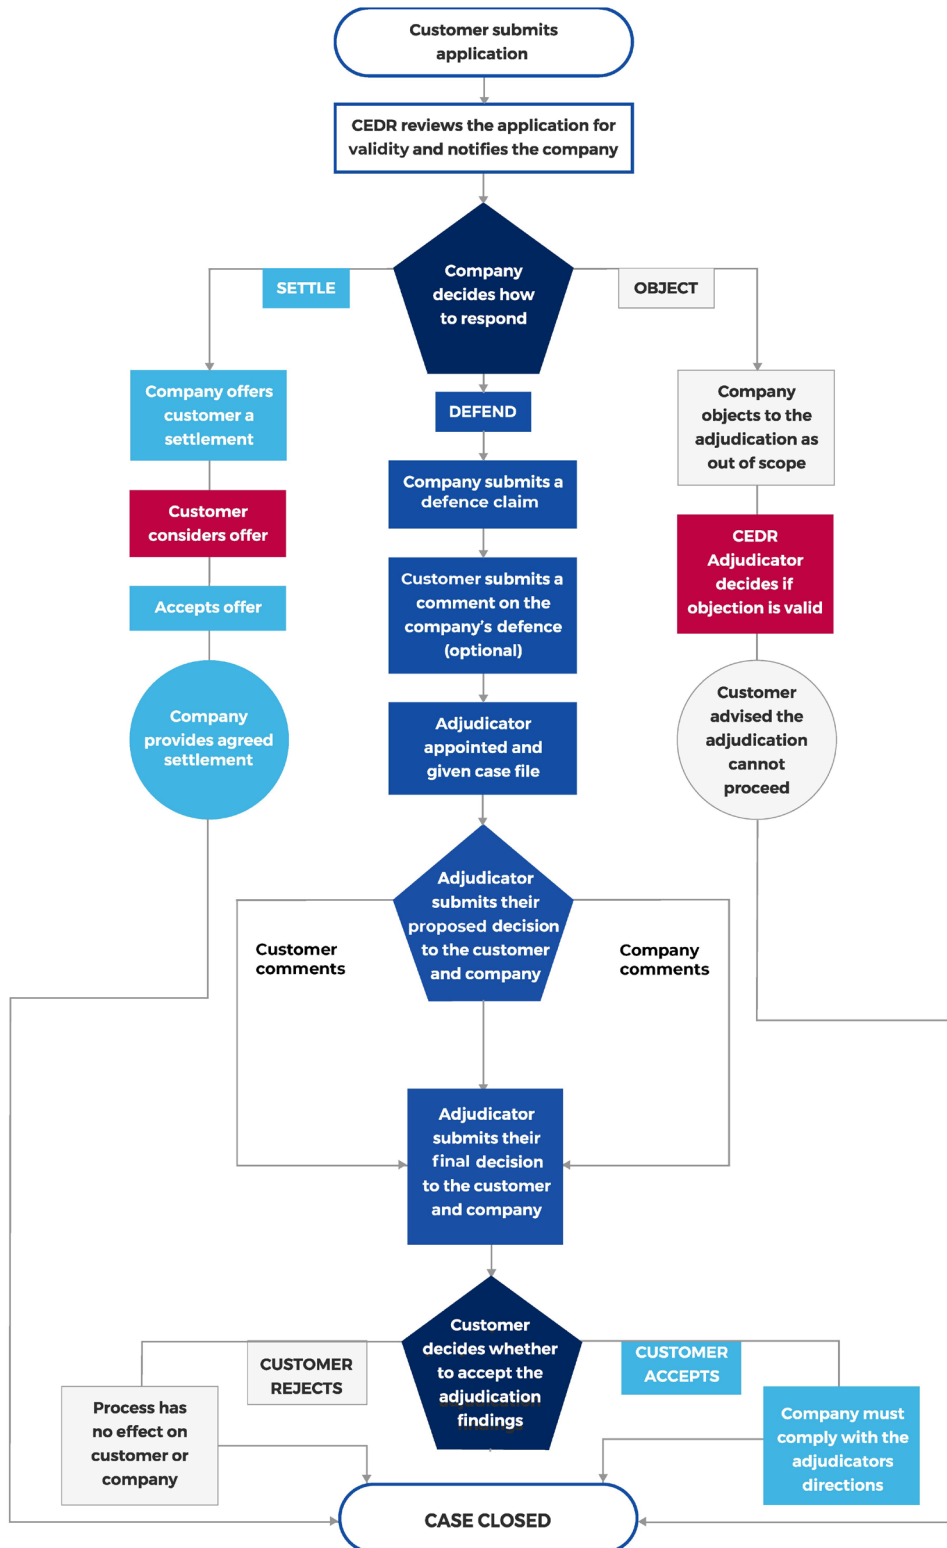 Customer submits
application
CEDR reviews the application for
validity and notifies the company
Company
decides how
to respond
SETTLE
OBJECT
DEFEND
Company offers
customer a
settlement
Customer
considers offer
Accepts offer
Company
provides agreed
settlement
Company submits a
defence claim
Customer submits a
comment on the
company's defence
(optional)
Adjudicator
appointed and
given case file
Company
objects to the
adjudication as
out of scope
CEDR
Adjudicator
decides if
objection is valid
Customer
advised the
adjudication
cannot
proceed
Adjudicator
submits their
proposed decision
to the customer
and company
Customer
comments
Company
comments
Adjudicator
submits their
final decision
to the customer
and company
Customer
decides whether
to accept the
adjudication
findings
CUSTOMER
REJECTS
CUSTOMER
ACCEPTS
Process has
no effect on
customer or
company
Company must
comply with the
adjudicators
directions
CASE CLOSED